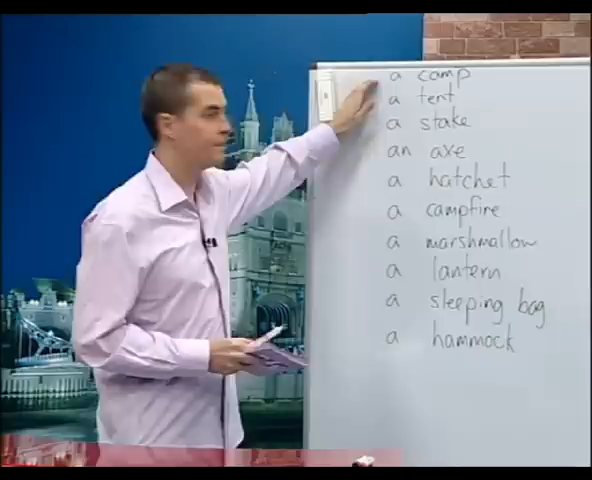 a camp
a tent
a stake
an axe
a hatchet
a campfire
a marshmallow
a lantern
a sleeping bag
a hammock